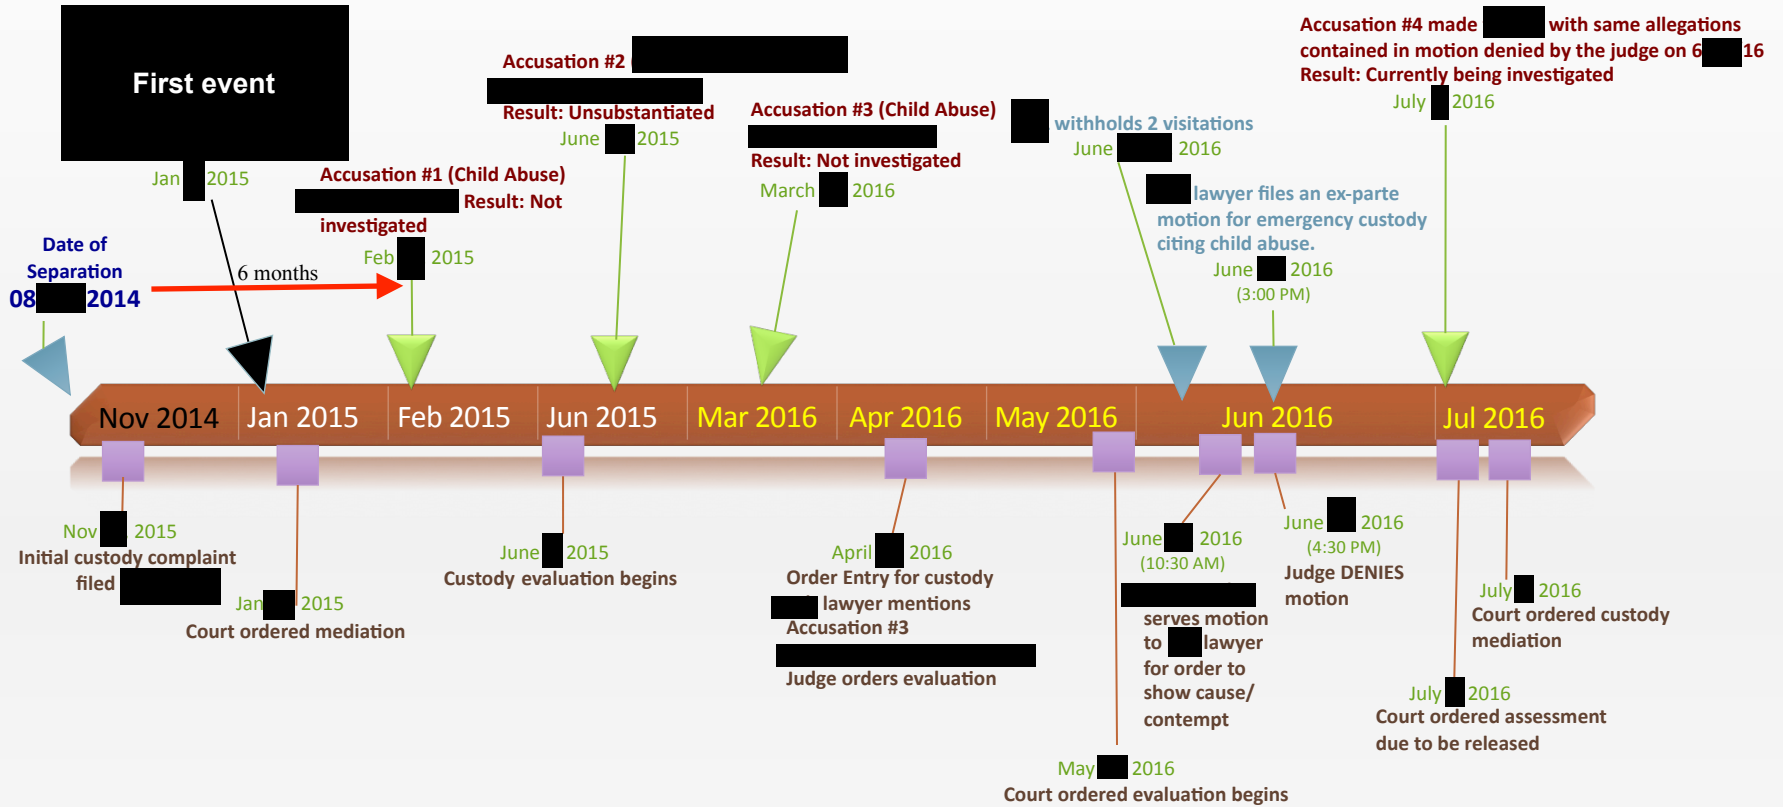 First event
Jan 2015
Date of
Separation
08 2014
6 months
Accusation #1 (Child Abuse)
Result: Not
investigated
Feb 2015
Accusation #2
Result: Unsubstantiated
June 2015
Accusation #3 (Child Abuse)
Result: Not investigated
March 2016
withholds 2 visitations
June 2016
lawyer files an ex-parte
motion for emergency custody
citing child abuse.
June 2016
(3:00 PM)
Accusation #4 made with same allegations
contained in motion denied by the judge on 6 16
Result: Currently being investigated
July 2016
Nov 2014
Jan 2015
Feb 2015
Jun 2015
Mar 2016
Apr 2016
May 2016
Jun 2016
Jul 2016
Nov 2015
Initial custody complaint
filed
Jan 2015
Court ordered mediation
June 2015
Custody evaluation begins
April 2016
Order Entry for custody
lawyer mentions
Accusation #3
Judge orders evaluation
May 2016
Court ordered evaluation begins
June 2016
(10:30 AM)
serves motion
to lawyer
for order to
show cause/
contempt
June 2016
(4:30 PM)
Judge DENIES
motion
July 2016
Court ordered assessment
due to be released
July 2016
Court ordered custody
mediation